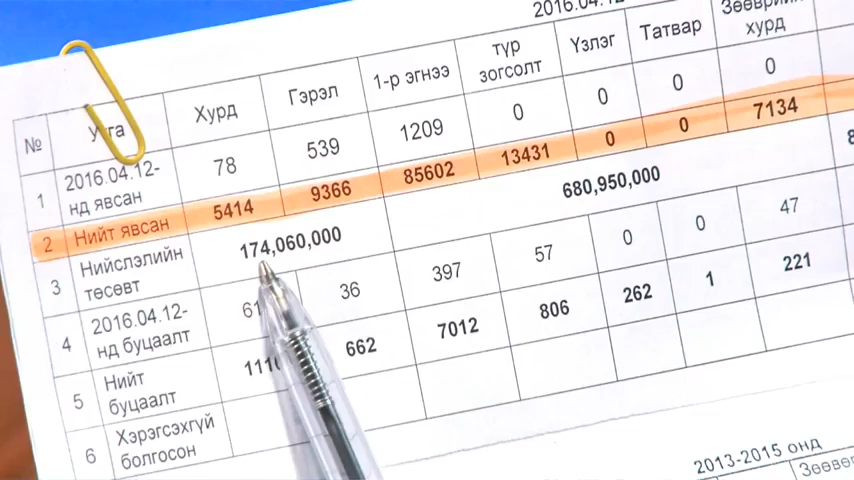 2016.04.12
№ Утга Хурд Гэрэл 1-р эгнээ түр зогсолт Үзлэг Татвар Зөөврийн хурд
1 2016.04.12-нд явсан 78 539 1209 0 0 0 0
2 Нийт явсан 5414 9366 85602 13431 0 0 7134
3 Нийслэлийн төсөвт 174,060,000 680,950,000
4 2016.04.12-нд буцаалт 36 397 57 0 0 47
5 Нийт буцаалт 662 7012 806 262 1 221
6 Хэрэгсэхгүй болгосон
2013-2015 онд